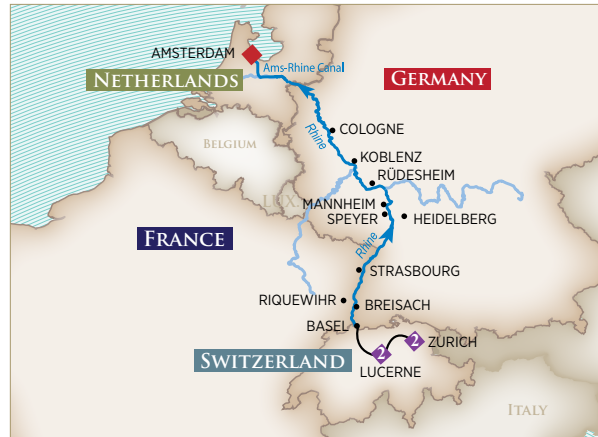 AMSTERDAM
Ams-Rhine Canal
NETHERLANDS
GERMANY
Rhine
COLOGNE
BELGIUM
KOBLENZ
RÜDESHEIM
LUX.
MANNHEIM
SPEYER
HEIDELBERG
FRANCE
Rhine
STRASBOURG
RIQUEWIHR
BREISACH
BASEL
2
2
ZÜRICH
SWITZERLAND
LUCERNE
ITALY